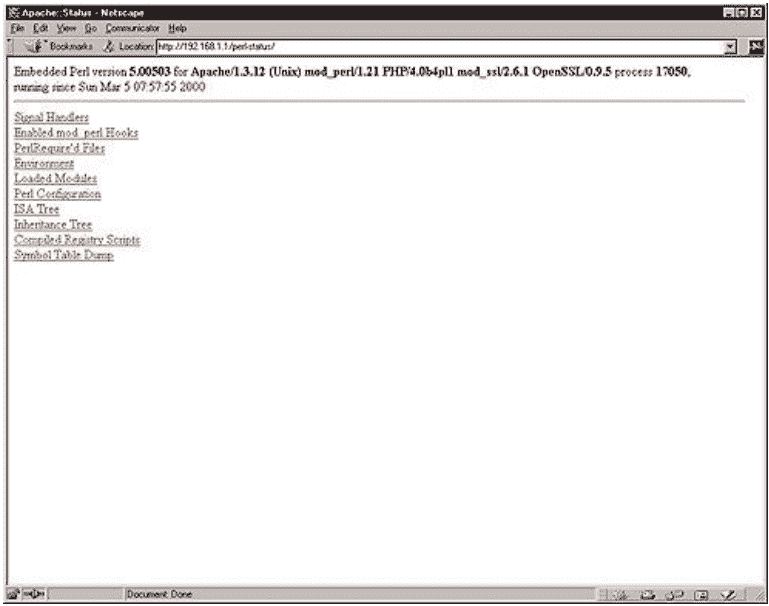 Apache::Status - Netscape
File Edit View Go Communicator Help
Bookmarks Location: http://192.168.1.1/perl-status/
Embedded Perl version 5.00503 for Apache/1.3.12 (Unix) mod_perl/1.21 PHP/4.0b4pl1 mod_ssl/2.6.1 OpenSSL/0.9.5 process 17050,
running since Sun Mar 5 07:57:55 2000
Signal Handlers
Enabled mod_perl Hooks
PerlRequire'd Files
Environment
Loaded Modules
Perl Configuration
ISA Tree
Inheritance Tree
Compiled Registry Scripts
Symbol Table Dump
Document: Done